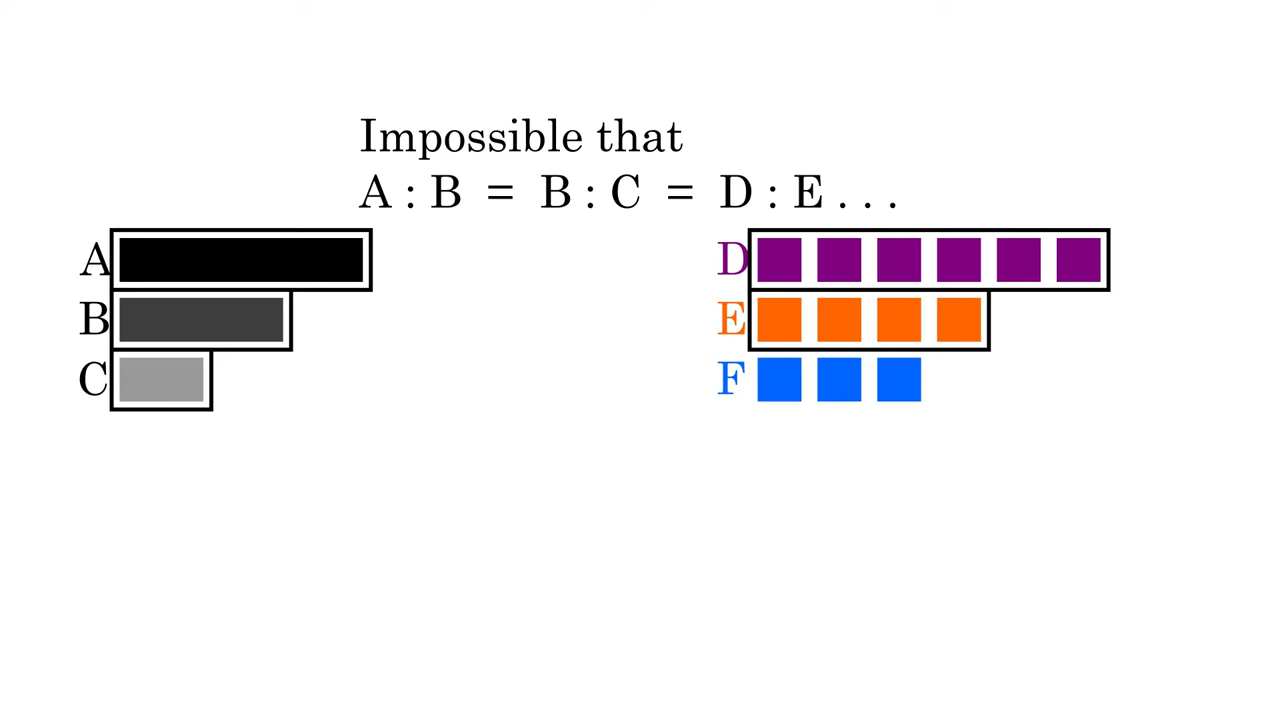 Impossible that
A : B = B : C = D : E . . .
A
B
C
D
E
F